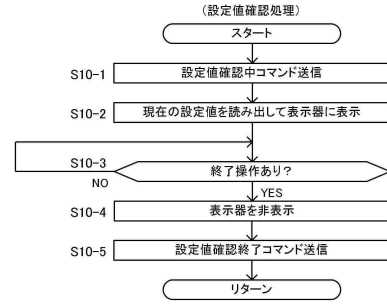 (設定値確認処理)
スタート
S10-1
設定値確認中コマンド送信
S10-2
現在の設定値を読み出して表示器に表示
S10-3
終了操作あり?
NO
YES
S10-4
表示器を非表示
S10-5
設定値確認終了コマンド送信
リターン